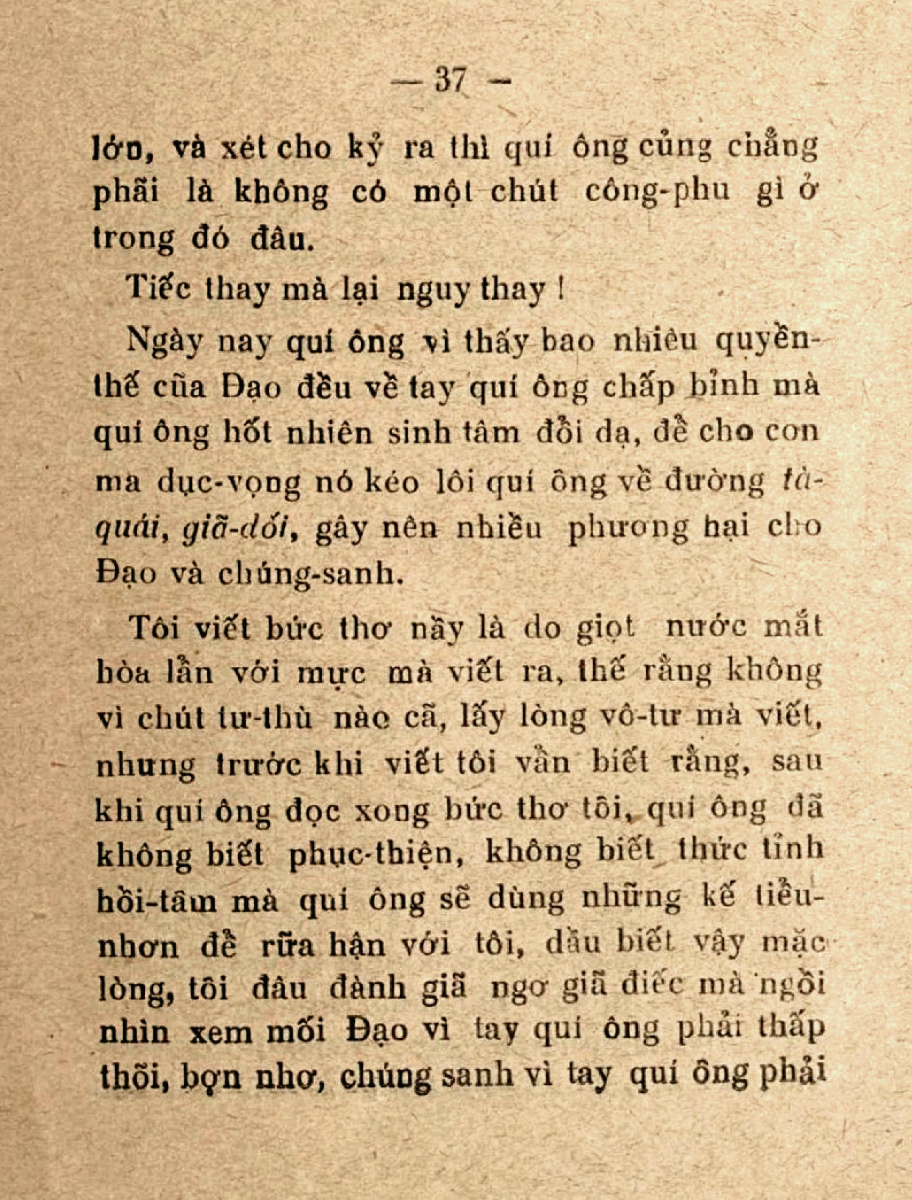 — 37 —
lớn, và xét cho kỷ ra thì quí ông củng chẳng
phãi là không có một chút công-phu gì ở
trong đó đâu.
Tiếc thay mà lại nguy thay !
Ngày nay quí ông vì thấy bao nhiêu quyền-
thế cũa Đạo đều về tay quí ông chấp bỉnh mà
quí ông hốt nhiên sinh tâm đổi dạ, để cho con
ma dục-vọng nó kéo lôi quí ông về đường tà-
quái, giã-dối, gây nên nhiều phương hại cho
Đạo và chúng-sanh.
Tôi viết bức thơ nầy là do giọt nước mắt
hòa lẩn với mực mà viết ra, thế rằng không
vì chút tư-thù nào cã, lấy lòng vô-tư mà viết,
nhưng trước khi viết tôi vẩn biết rằng, sau
khi quí ông đọc xong bức thơ tôi, quí ông đã
không biết phục-thiện, không biết thức tỉnh
hồi-tâm mà quí ông sẽ dùng những kế tiểu-
nhơn để rữa hận với tôi, dầu biết vậy mặc
lòng, tôi đâu đành giã ngơ giã điếc mà ngồi
nhìn xem mối Đạo vì tay quí ông phải thấp
thỏi, bợn nhơ, chúng sanh vì tay quí ông phải